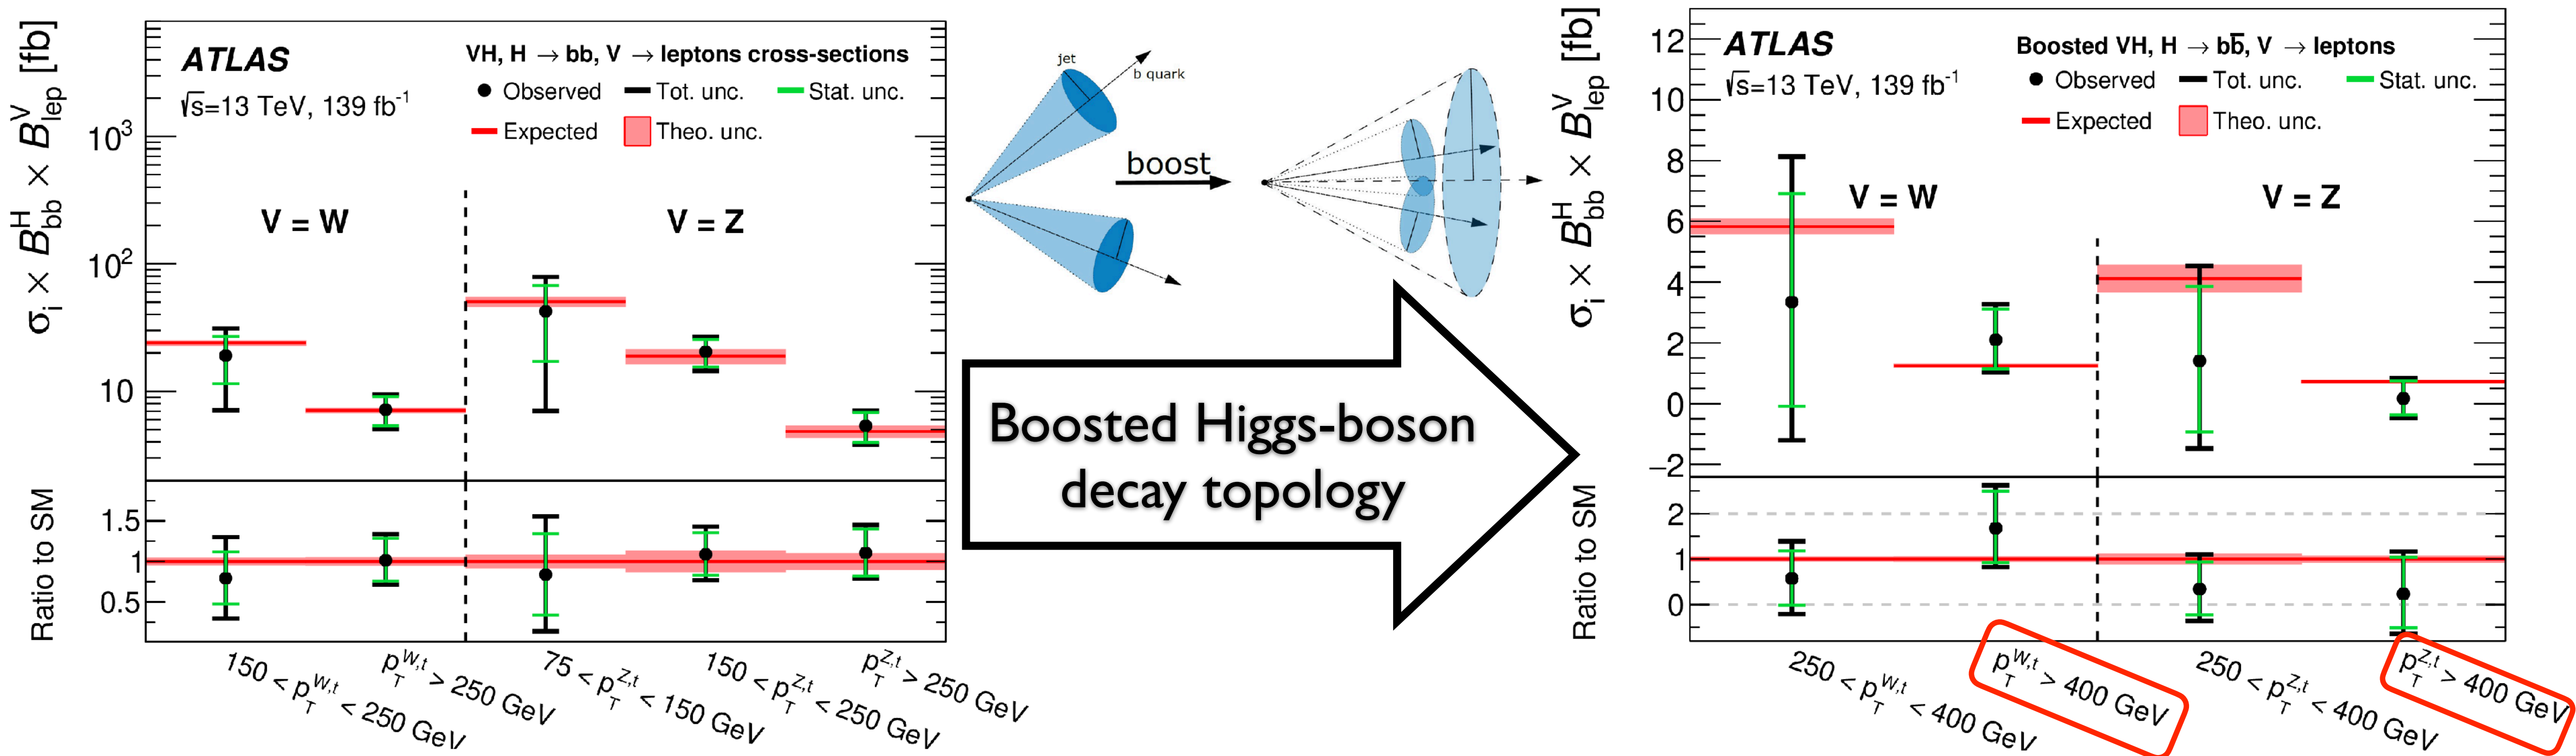 σᵢ × B^H_bb × B^V_lep [fb]
ATLAS
√s=13 TeV, 139 fb⁻¹
VH, H → bb, V → leptons cross-sections
Observed Tot. unc. Stat. unc.
Expected Theo. unc.
10³
10²
10
V = W
V = Z
Ratio to SM
1.5
1
0.5
150 < p_T^{W,t} < 250 GeV
p_T^{W,t} > 250 GeV
75 < p_T^{Z,t} < 150 GeV
150 < p_T^{Z,t} < 250 GeV
p_T^{Z,t} > 250 GeV
jet
b quark
boost
Boosted Higgs-boson
decay topology
σᵢ × B^H_bb × B^V_lep [fb]
ATLAS
√s=13 TeV, 139 fb⁻¹
Boosted VH, H → bb̄, V → leptons
Observed Tot. unc. Stat. unc.
Expected Theo. unc.
12
10
8
6
4
2
0
−2
V = W
V = Z
Ratio to SM
2
1
0
250 < p_T^{W,t} < 400 GeV
p_T^{W,t} > 400 GeV
250 < p_T^{Z,t} < 400 GeV
p_T^{Z,t} > 400 GeV